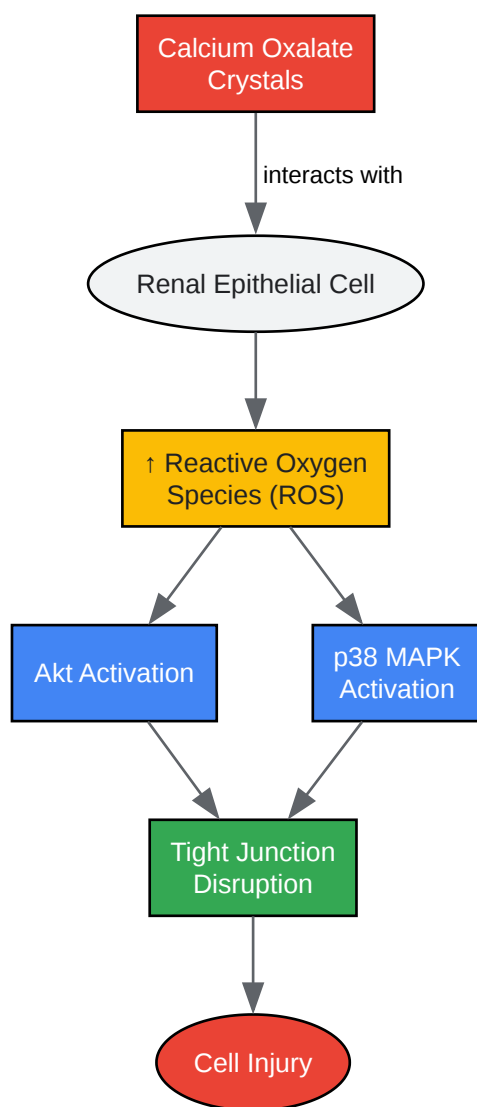 Calcium Oxalate
Crystals
interacts with
Renal Epithelial Cell
↑ Reactive Oxygen
Species (ROS)
Akt Activation
p38 MAPK
Activation
Tight Junction
Disruption
Cell Injury